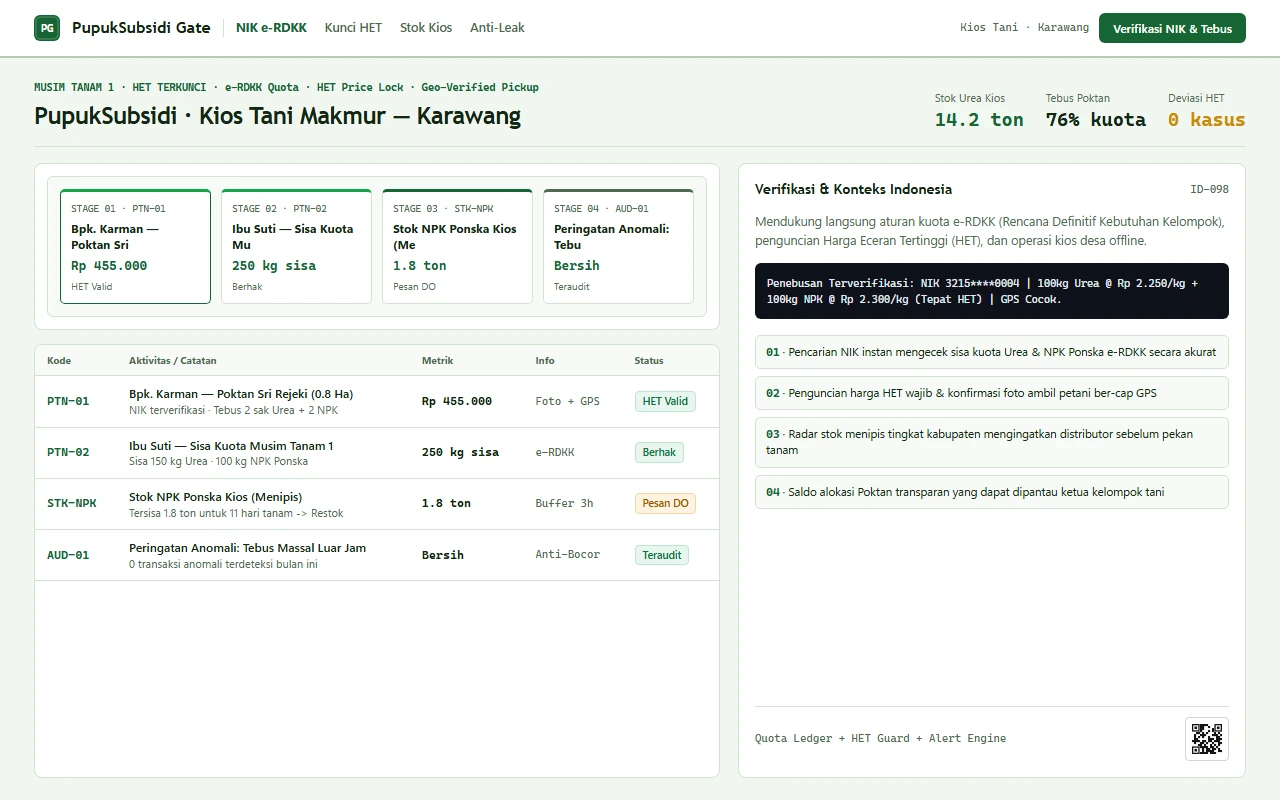 PG
PupukSubsidi Gate
NIK e-RDKK
Kunci HET
Stok Kios
Anti-Leak
Kios Tani · Karawang
Verifikasi NIK & Tebus
MUSIM TANAM 1 · HET TERKUNCI · e-RDKK Quota · HET Price Lock · Geo-Verified Pickup
PupukSubsidi · Kios Tani Makmur — Karawang
Stok Urea Kios
14.2 ton
Tebus Poktan
76% kuota
Deviasi HET
0 kasus
STAGE 01 · PTN-01
Bpk. Karman —
Poktan Sri
Rp 455.000
HET Valid
STAGE 02 · PTN-02
Ibu Suti — Sisa Kuota
Mu
250 kg sisa
Berhak
STAGE 03 · STK-NPK
Stok NPK Ponska Kios
(Me
1.8 ton
Pesan DO
STAGE 04 · AUD-01
Peringatan Anomali:
Tebu
Bersih
Teraudit
Kode
Aktivitas / Catatan
Metrik
Info
Status
PTN-01
Bpk. Karman — Poktan Sri Rejeki (0.8 Ha)
NIK terverifikasi · Tebus 2 sak Urea + 2 NPK
Rp 455.000
Foto + GPS
HET Valid
PTN-02
Ibu Suti — Sisa Kuota Musim Tanam 1
Sisa 150 kg Urea · 100 kg NPK Ponska
250 kg sisa
e-RDKK
Berhak
STK-NPK
Stok NPK Ponska Kios (Menipis)
Tersisa 1.8 ton untuk 11 hari tanam -> Restok
1.8 ton
Buffer 3h
Pesan DO
AUD-01
Peringatan Anomali: Tebus Massal Luar Jam
0 transaksi anomali terdeteksi bulan ini
Bersih
Anti-Bocor
Teraudit
Verifikasi & Konteks Indonesia
ID-098
Mendukung langsung aturan kuota e-RDKK (Rencana Definitif Kebutuhan Kelompok),
penguncian Harga Eceran Tertinggi (HET), dan operasi kios desa offline.
Penebusan Terverifikasi: NIK 3215****0004 | 100kg Urea @ Rp 2.250/kg +
100kg NPK @ Rp 2.300/kg (Tepat HET) | GPS Cocok.
01 · Pencarian NIK instan mengecek sisa kuota Urea & NPK Ponska e-RDKK secara akurat
02 · Penguncian harga HET wajib & konfirmasi foto ambil petani ber-cap GPS
03 · Radar stok menipis tingkat kabupaten mengingatkan distributor sebelum pekan
tanam
04 · Saldo alokasi Poktan transparan yang dapat dipantau ketua kelompok tani
Quota Ledger + HET Guard + Alert Engine